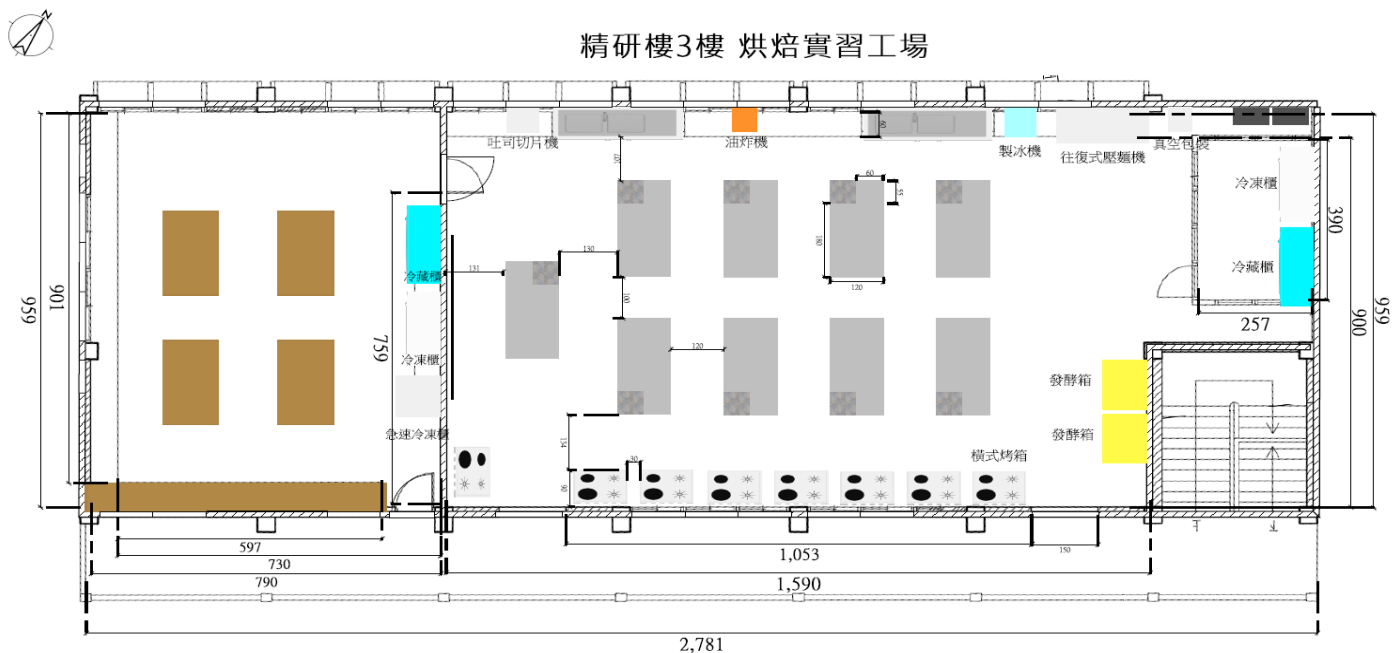 N
精研樓3樓 烘焙實習工場
吐司切片機
油炸機
60
製冰機
往復式壓麵機
真空包裝
冷凍櫃
冷藏櫃
390
257
959
900
959
901
冷藏櫃
冷凍櫃
急速冷凍櫃
759
131
130
100
120
60
55
180
120
134
30
90
發酵箱
發酵箱
橫式烤箱
下
597
730
790
1,053
150
1,590
2,781